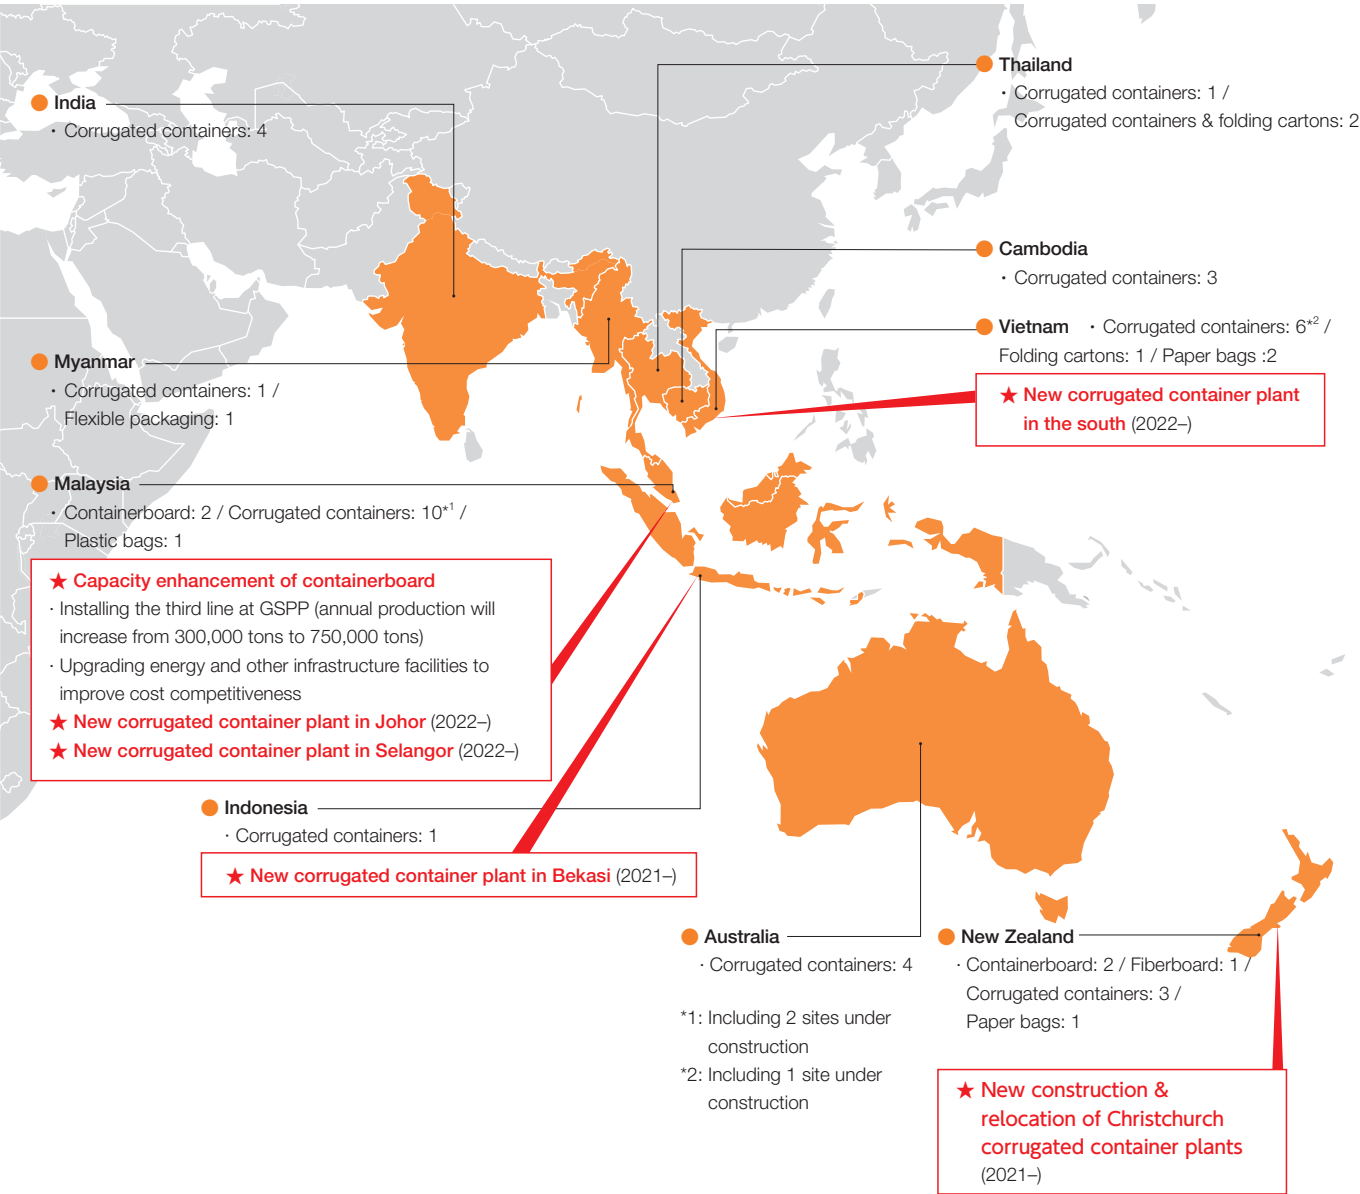 India
・Corrugated containers: 4
Thailand
・Corrugated containers: 1 /
Corrugated containers & folding cartons: 2
Cambodia
・Corrugated containers: 3
Vietnam ・Corrugated containers: 6*2 /
Folding cartons: 1 / Paper bags :2
★ New corrugated container plant
in the south (2022–)
Myanmar
・Corrugated containers: 1 /
Flexible packaging: 1
Malaysia
・Containerboard: 2 / Corrugated containers: 10*1 /
Plastic bags: 1
★ Capacity enhancement of containerboard
・Installing the third line at GSPP (annual production will
increase from 300,000 tons to 750,000 tons)
・Upgrading energy and other infrastructure facilities to
improve cost competitiveness
★ New corrugated container plant in Johor (2022–)
★ New corrugated container plant in Selangor (2022–)
Indonesia
・Corrugated containers: 1
★ New corrugated container plant in Bekasi (2021–)
Australia
・Corrugated containers: 4
*1: Including 2 sites under
construction
*2: Including 1 site under
construction
New Zealand
・Containerboard: 2 / Fiberboard: 1 /
Corrugated containers: 3 /
Paper bags: 1
★ New construction &
relocation of Christchurch
corrugated container plants
(2021–)